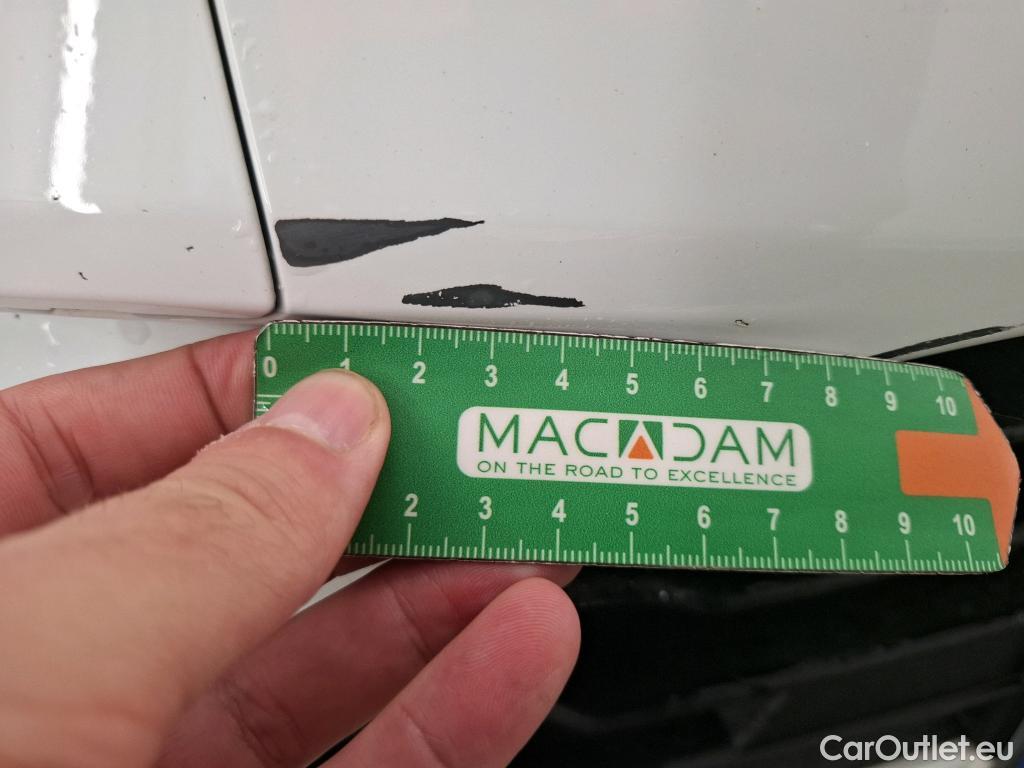 0 1 2 3 4 5 6 7 8 9 10
MACADAM
ON THE ROAD TO EXCELLENCE
2 3 4 5 6 7 8 9 10
CarOutlet.eu